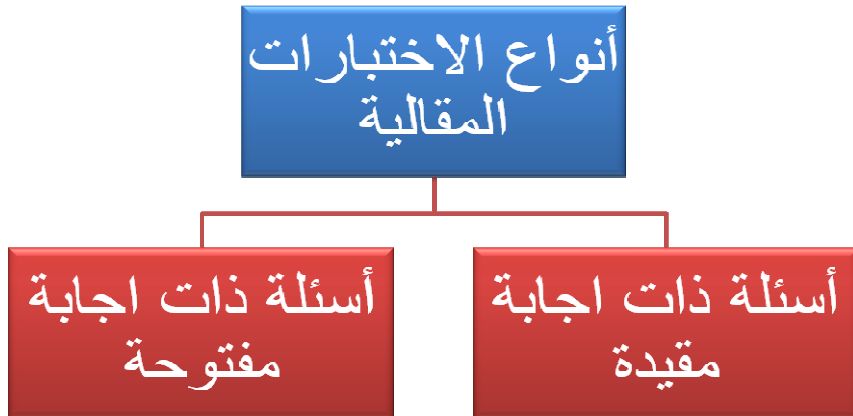 أنواع الاختبارات
المقالية
أسئلة ذات اجابة
مقيدة
أسئلة ذات اجابة
مفتوحة